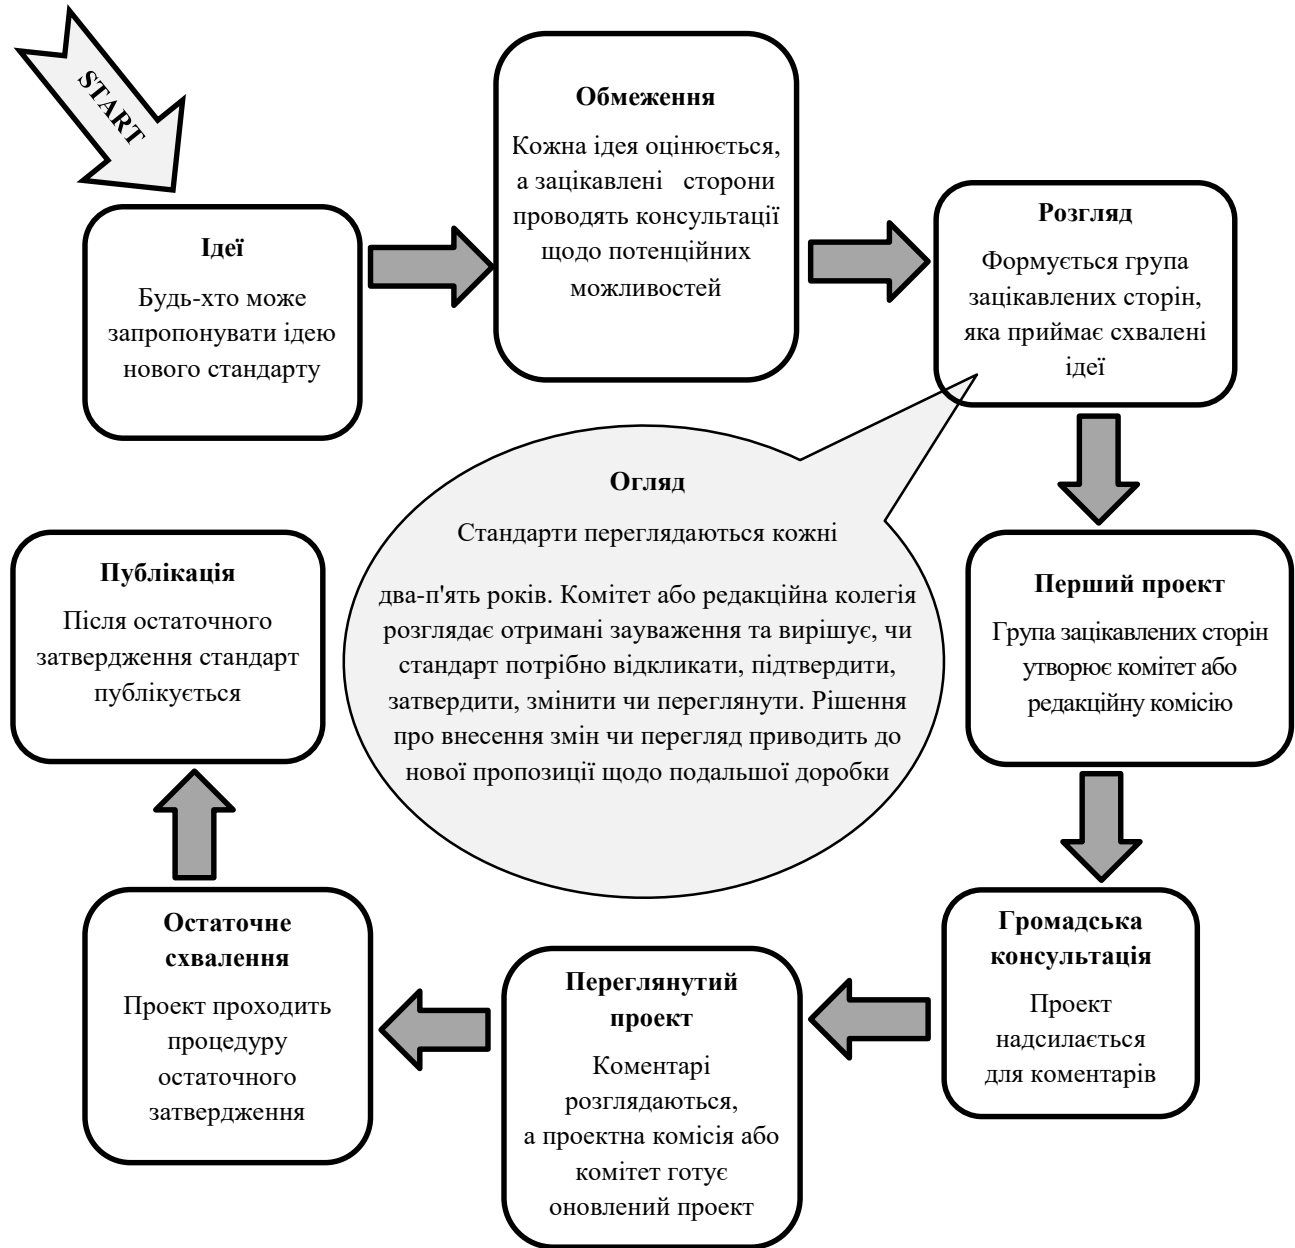 START
Ідеї
Будь-хто може
запропонувати ідею
нового стандарту
Обмеження
Кожна ідея оцінюється,
а зацікавлені сторони
проводять консультації
щодо потенційних
можливостей
Розгляд
Формується група
зацікавлених сторін,
яка приймає схвалені
ідеї
Огляд
Стандарти переглядаються кожні
два-п'ять років. Комітет або редакційна колегія
розглядає отримані зауваження та вирішує, чи
стандарт потрібно відкликати, підтвердити,
затвердити, змінити чи переглянути. Рішення
про внесення змін чи перегляд приводить до
нової пропозиції щодо подальшої доробки
Перший проект
Група зацікавлених сторін
утворює комітет або
редакційну комісію
Громадська
консультація
Проект
надсилається
для коментарів
Переглянутий
проект
Коментарі
розглядаються,
а проектна комісія або
комітет готує
оновлений проект
Остаточне
схвалення
Проект проходить
процедуру
остаточного
затвердження
Публікація
Після остаточного
затвердження стандарт
публікується